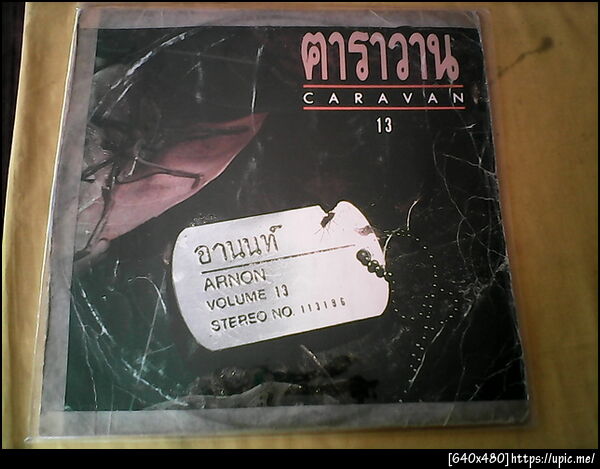 คาราวาน
CARAVAN
13
อานนท์
ARNON
VOLUME 13
STEREO NO. 113186
[640x480]https://upic.me/